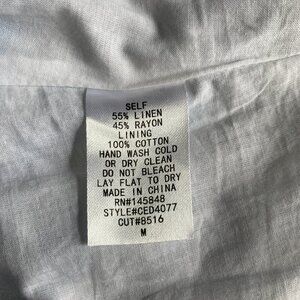 SELF
55% LINEN
45% RAYON
LINING
100% COTTON
HAND WASH COLD
OR DRY CLEAN
DO NOT BLEACH
LAY FLAT TO DRY
MADE IN CHINA
RN#145848
STYLE#CED4077
CUT#8516
M